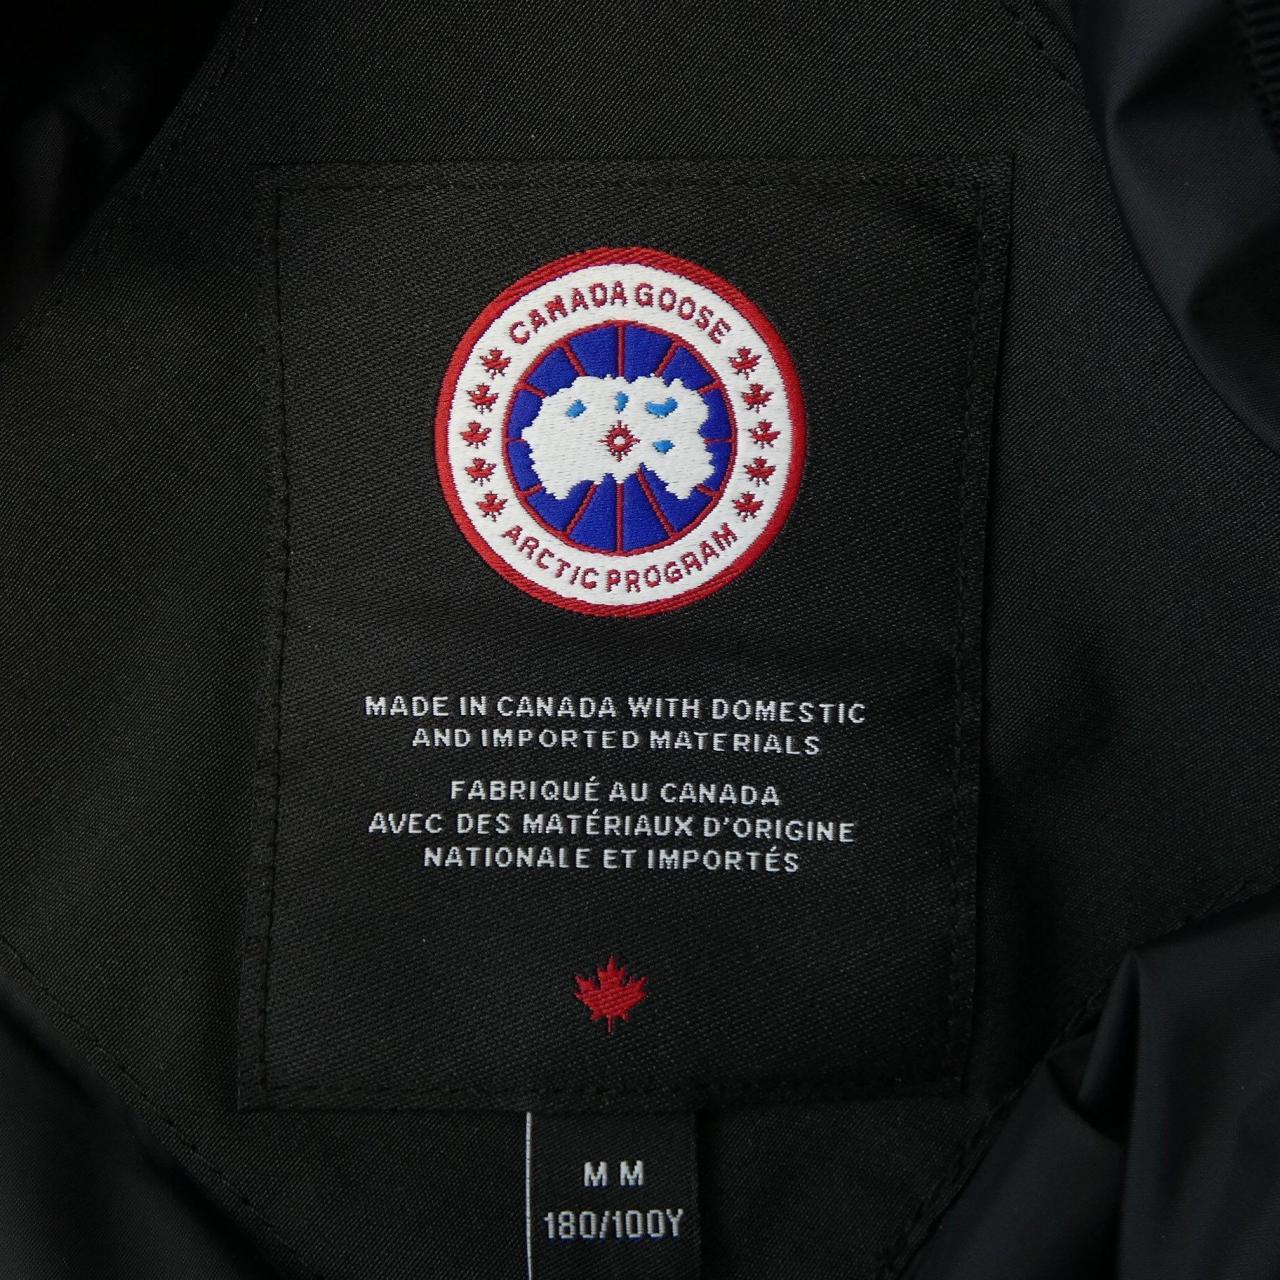 CANADA GOOSE
ARCTIC PROGRAM
MADE IN CANADA WITH DOMESTIC
AND IMPORTED MATERIALS
FABRIQUÉ AU CANADA
AVEC DES MATÉRIAUX D'ORIGINE
NATIONALE ET IMPORTÉS
M M
180/100Y